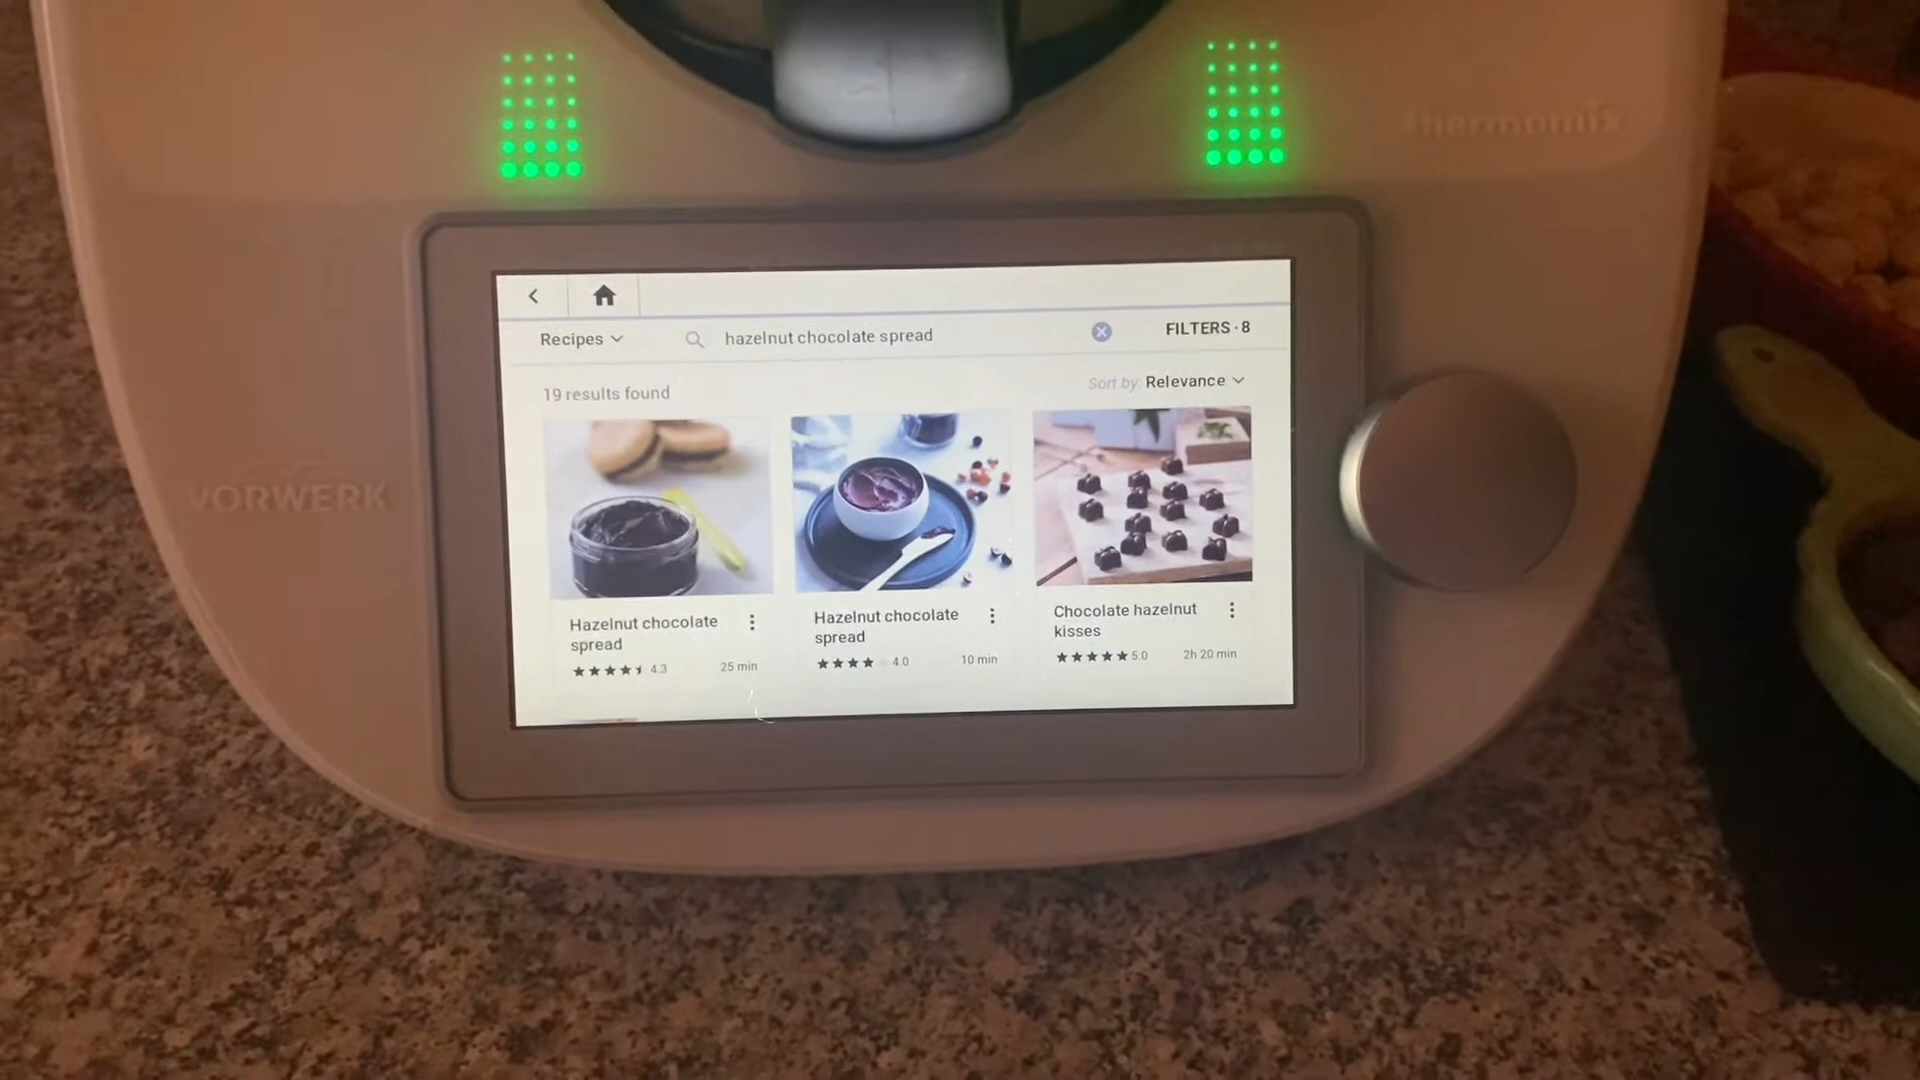 thermomix
VORWERK
Recipes
hazelnut chocolate spread
FILTERS · 8
19 results found
Sort by: Relevance
Hazelnut chocolate
spread
4.3
25 min
Hazelnut chocolate
spread
4.0
10 min
Chocolate hazelnut
kisses
5.0
2h 20 min